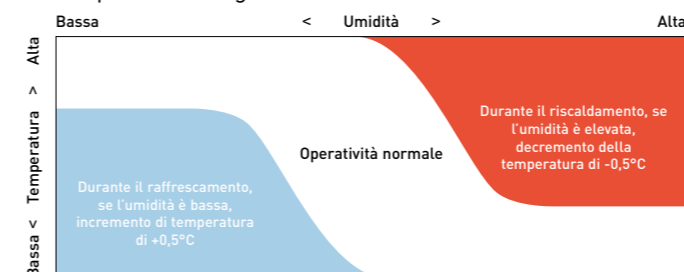 Bassa < Umidità > Alta
Bassa < Temperatura > Alta
Durante il riscaldamento, se
l'umidità è elevata,
decremento della
temperatura di -0,5°C
Operatività normale
Durante il raffrescamento,
se l'umidità è bassa,
incremento di temperatura
di +0,5°C